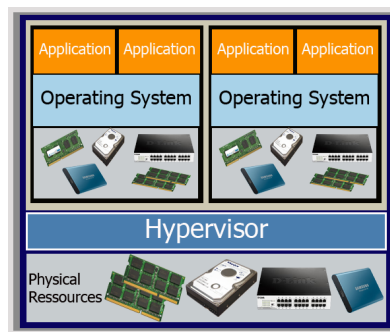 Application Application Application Application
Operating System Operating System
Hypervisor
Physical
Ressources